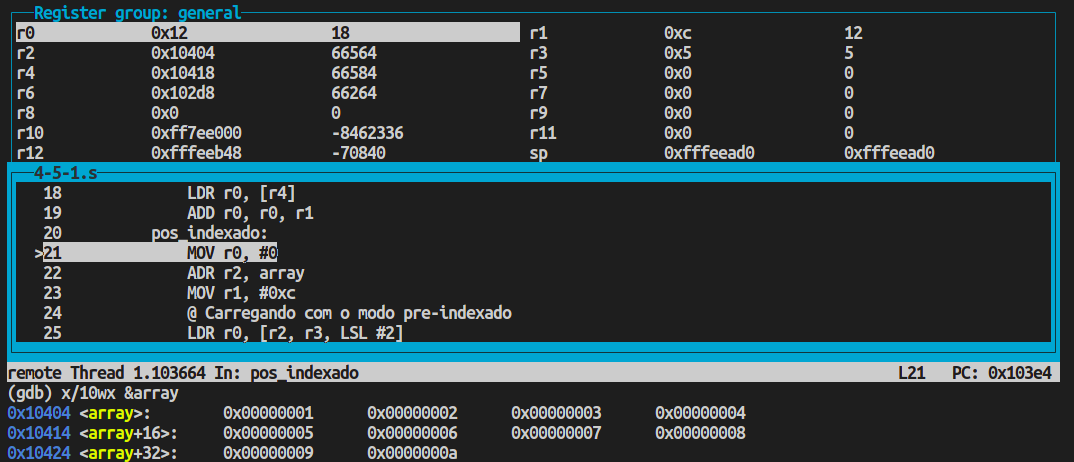 Register group: general
r0 0x12 18 r1 0xc 12
r2 0x10404 66564 r3 0x5 5
r4 0x10418 66584 r5 0x0 0
r6 0x102d8 66264 r7 0x0 0
r8 0x0 0 r9 0x0 0
r10 0xff7ee000 -8462336 r11 0x0 0
r12 0xfffeeb48 -70840 sp 0xfffeead0 0xfffeead0
4-5-1.s
18 LDR r0, [r4]
19 ADD r0, r0, r1
20 pos_indexado:
>21 MOV r0, #0
22 ADR r2, array
23 MOV r1, #0xc
24 @ Carregando com o modo pre-indexado
25 LDR r0, [r2, r3, LSL #2]
remote Thread 1.103664 In: pos_indexado L21 PC: 0x103e4
(gdb) x/10wx &array
0x10404 <array>: 0x00000001 0x00000002 0x00000003 0x00000004
0x10414 <array+16>: 0x00000005 0x00000006 0x00000007 0x00000008
0x10424 <array+32>: 0x00000009 0x0000000a